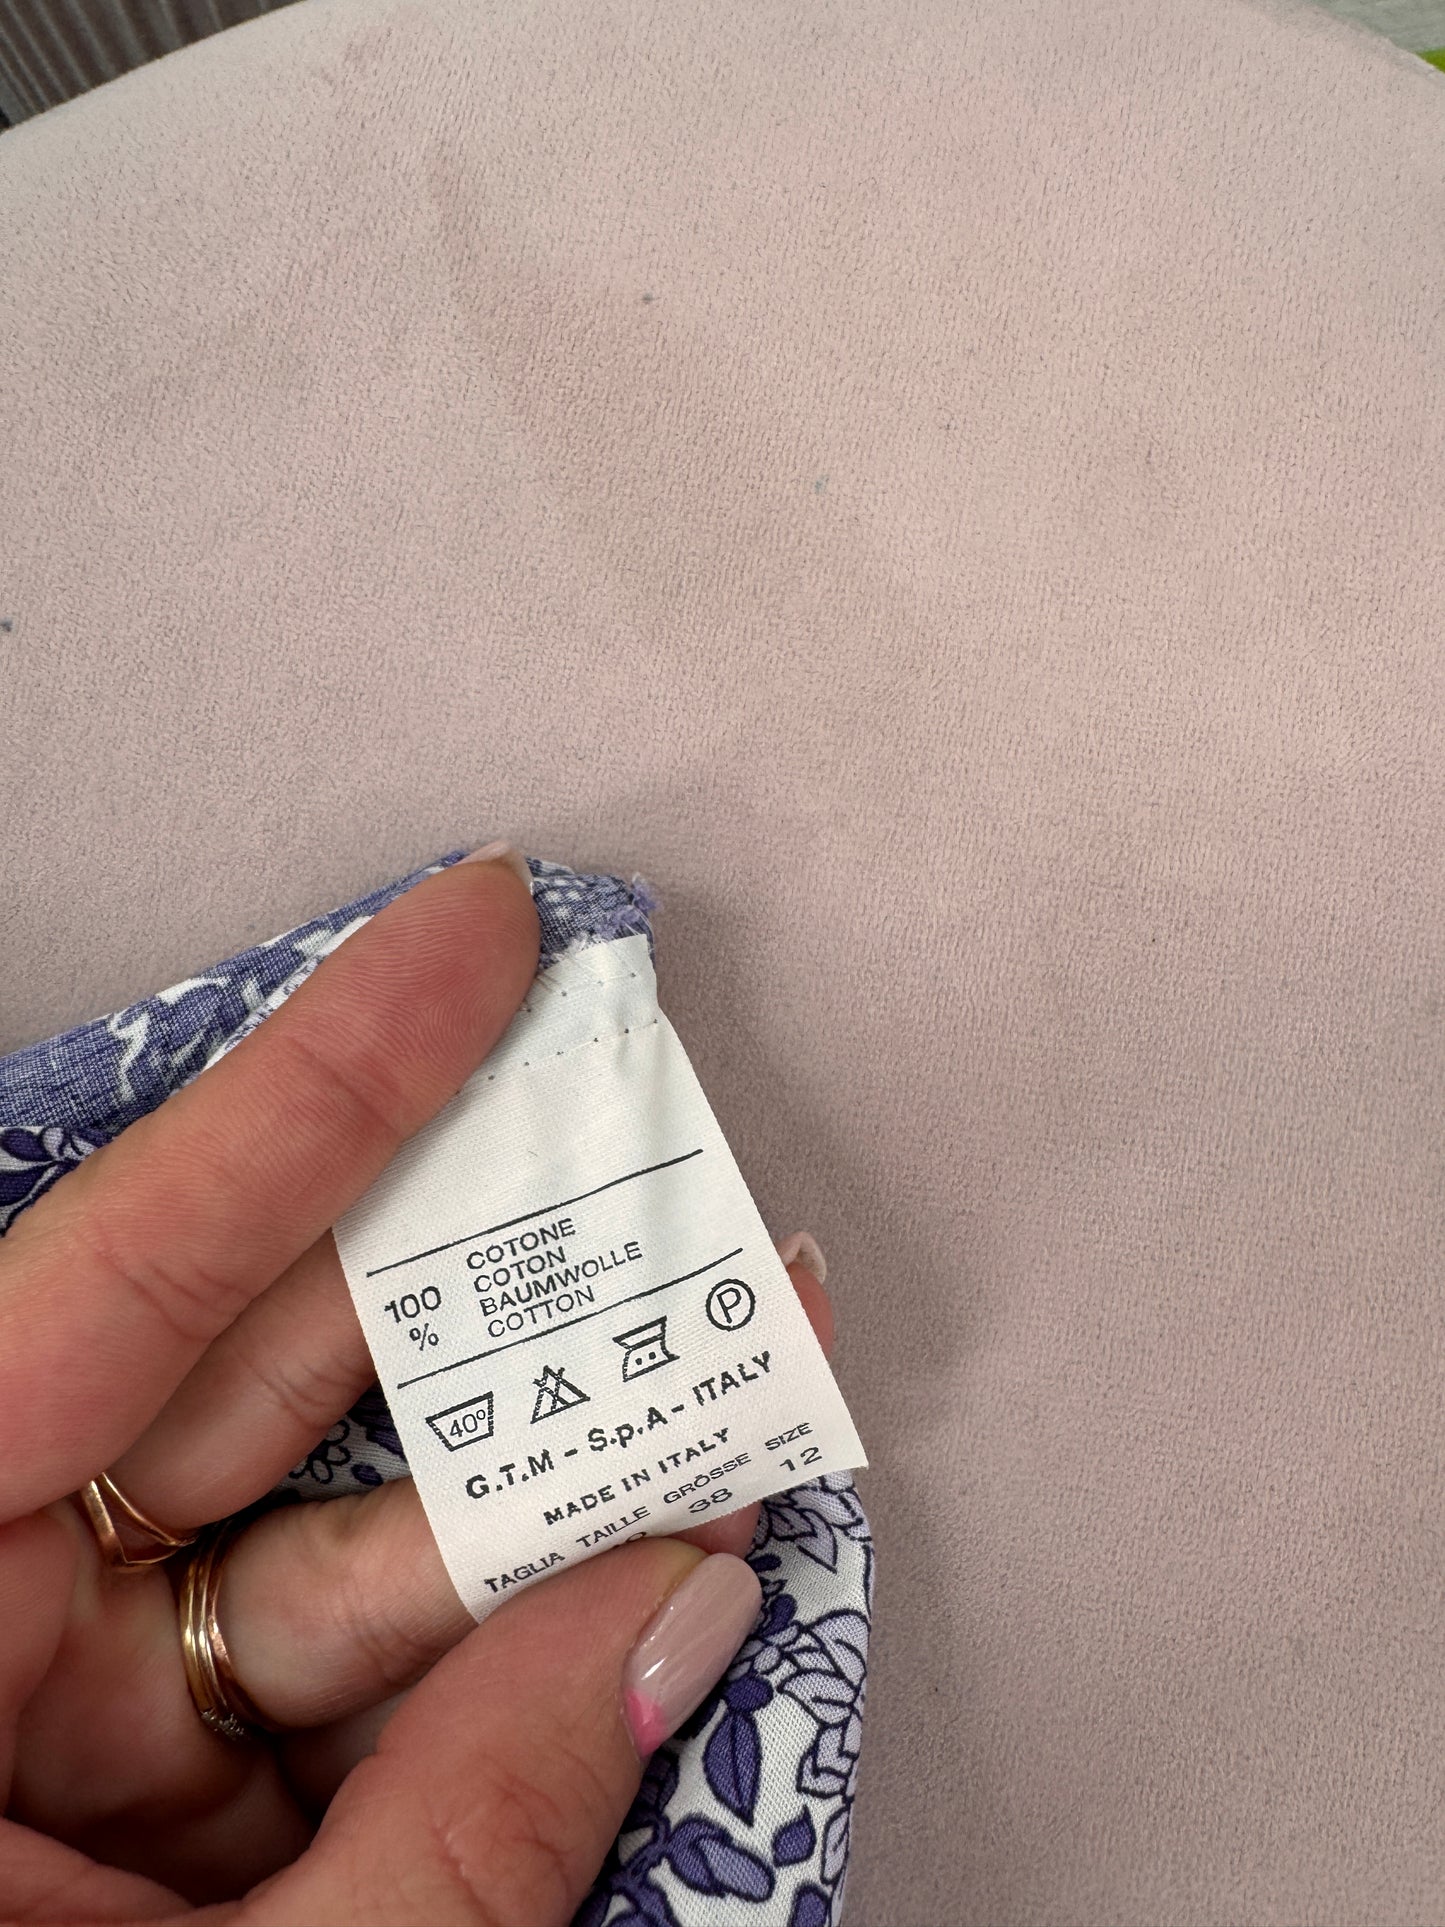 100 %
COTONE
COTON
BAUMWOLLE
COTTON
40° P
G.T.M - S.p.A - ITALY
MADE IN ITALY
TAGLIA TAILLE GRÖSSE SIZE
38 12